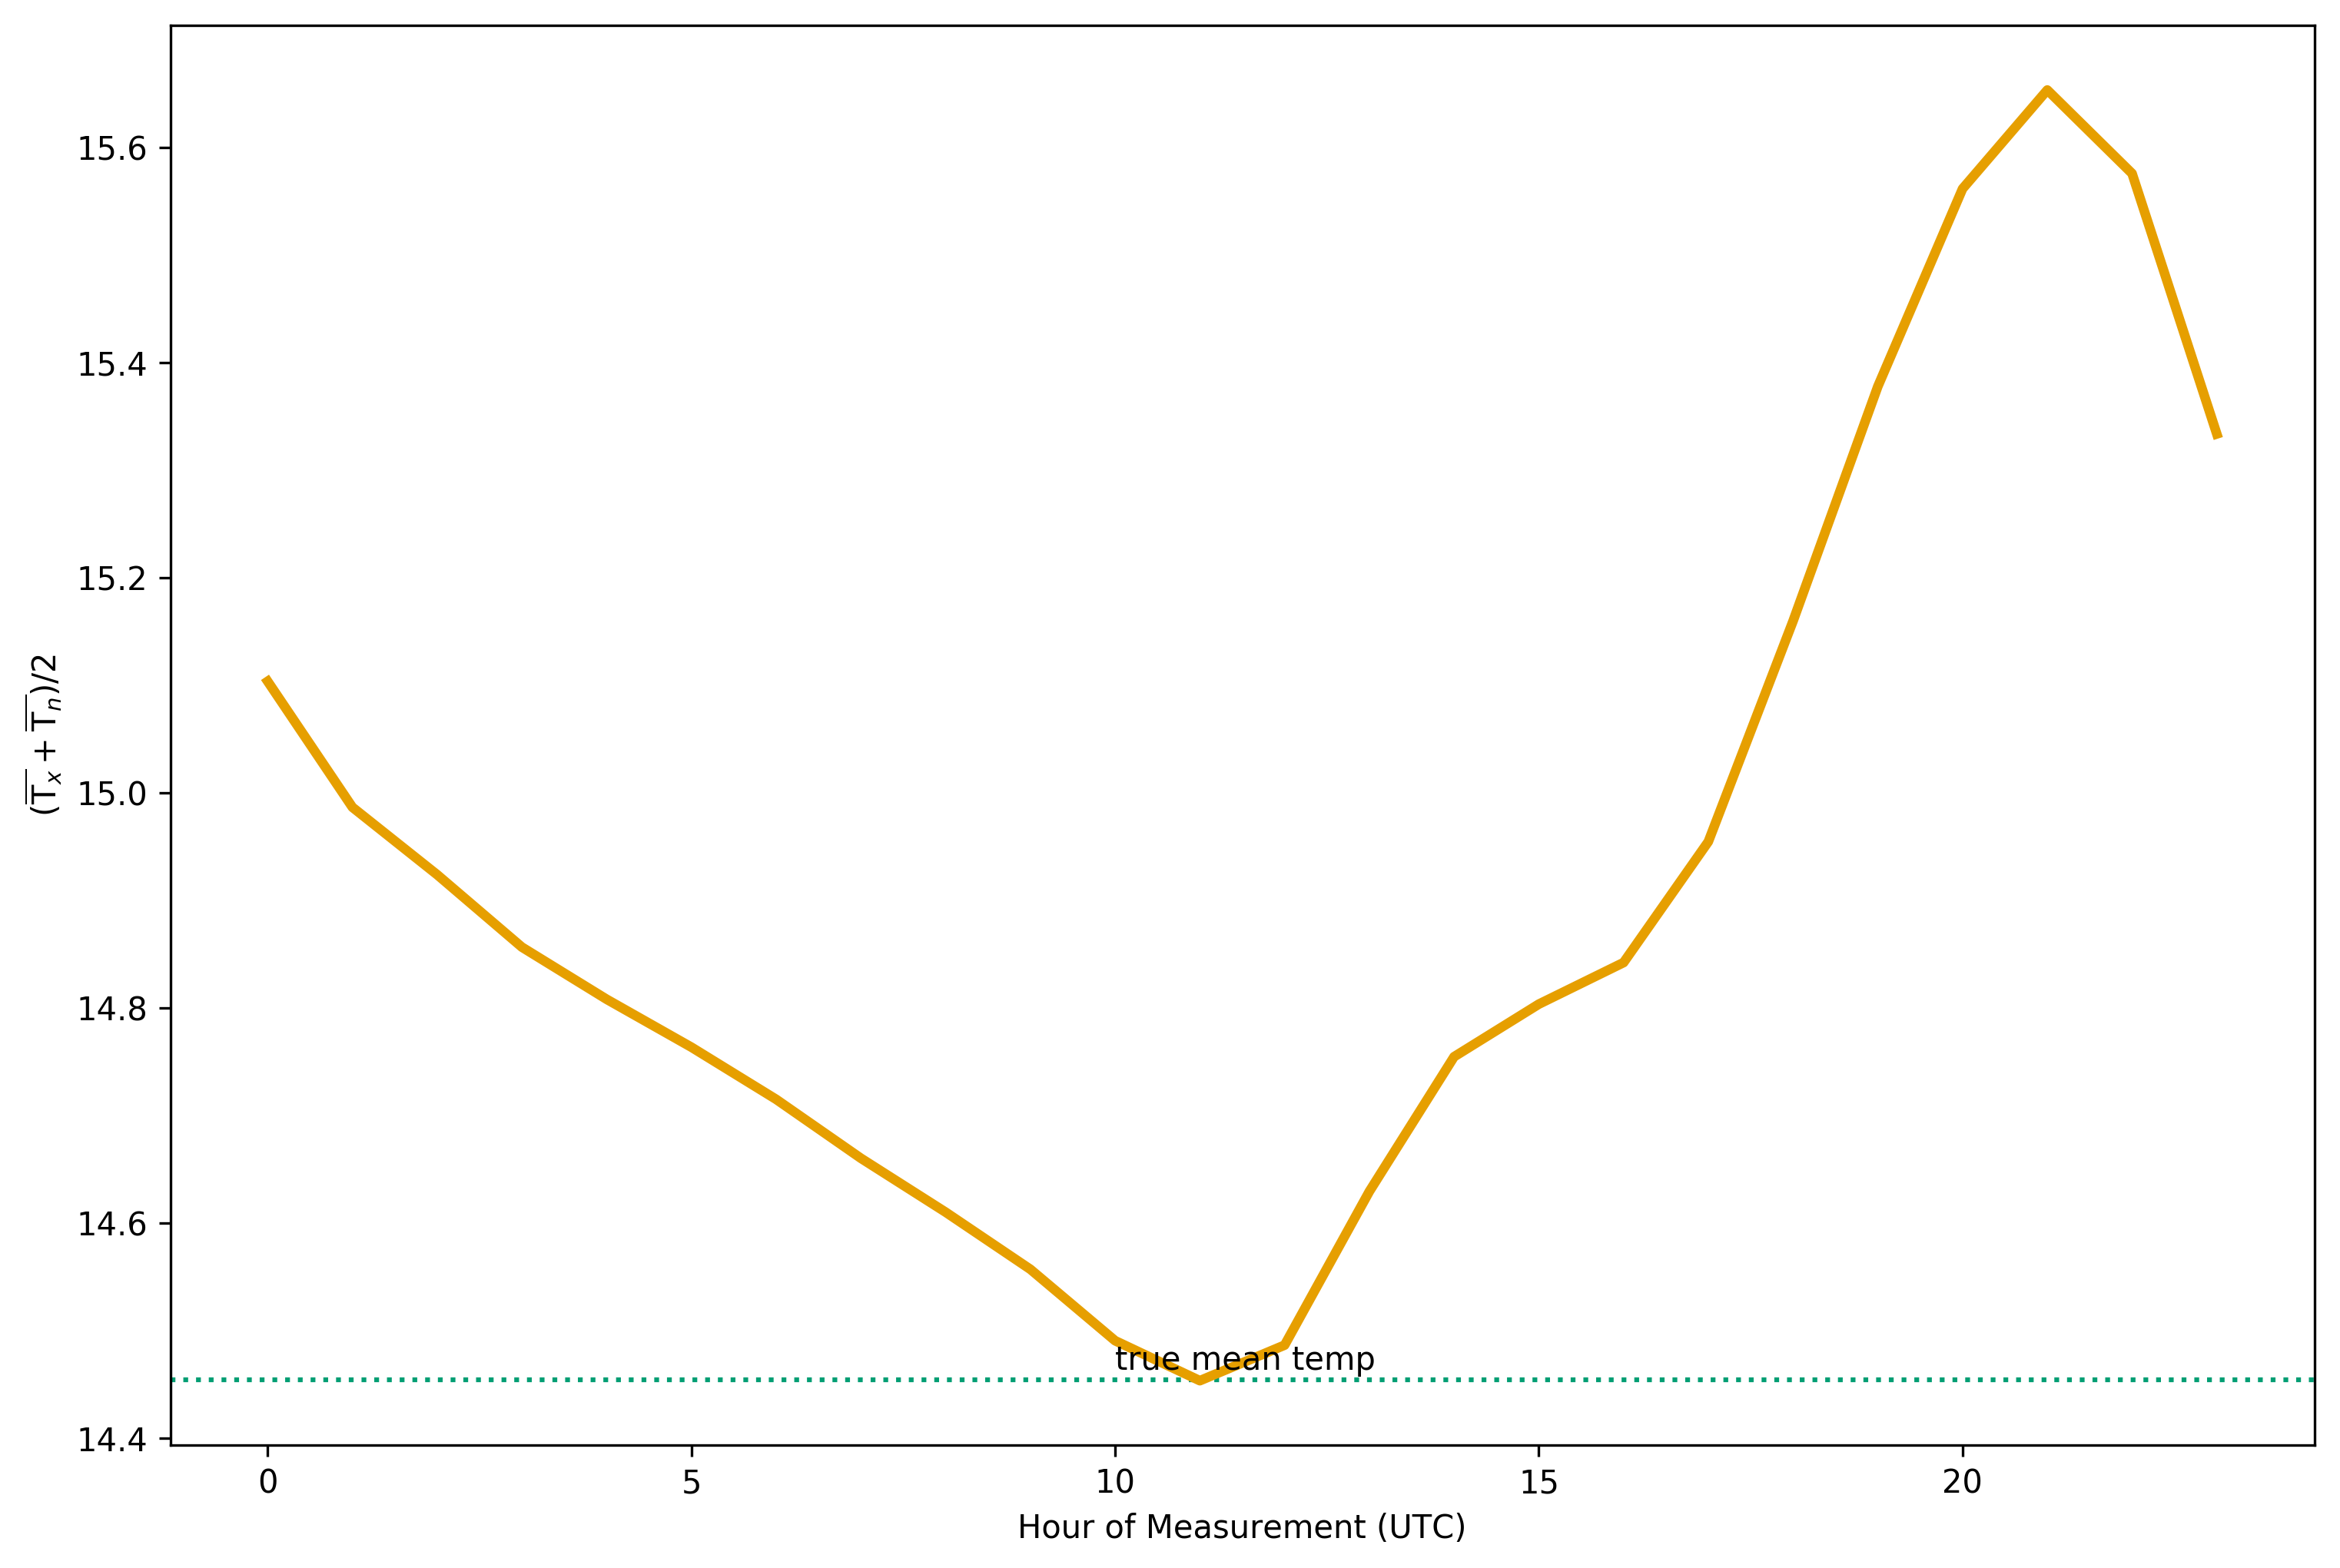 15.6
15.4
15.2
15.0
14.8
14.6
14.4
(T̅ₓ + T̅ₙ)/2
true mean temp
0 5 10 15 20
Hour of Measurement (UTC)